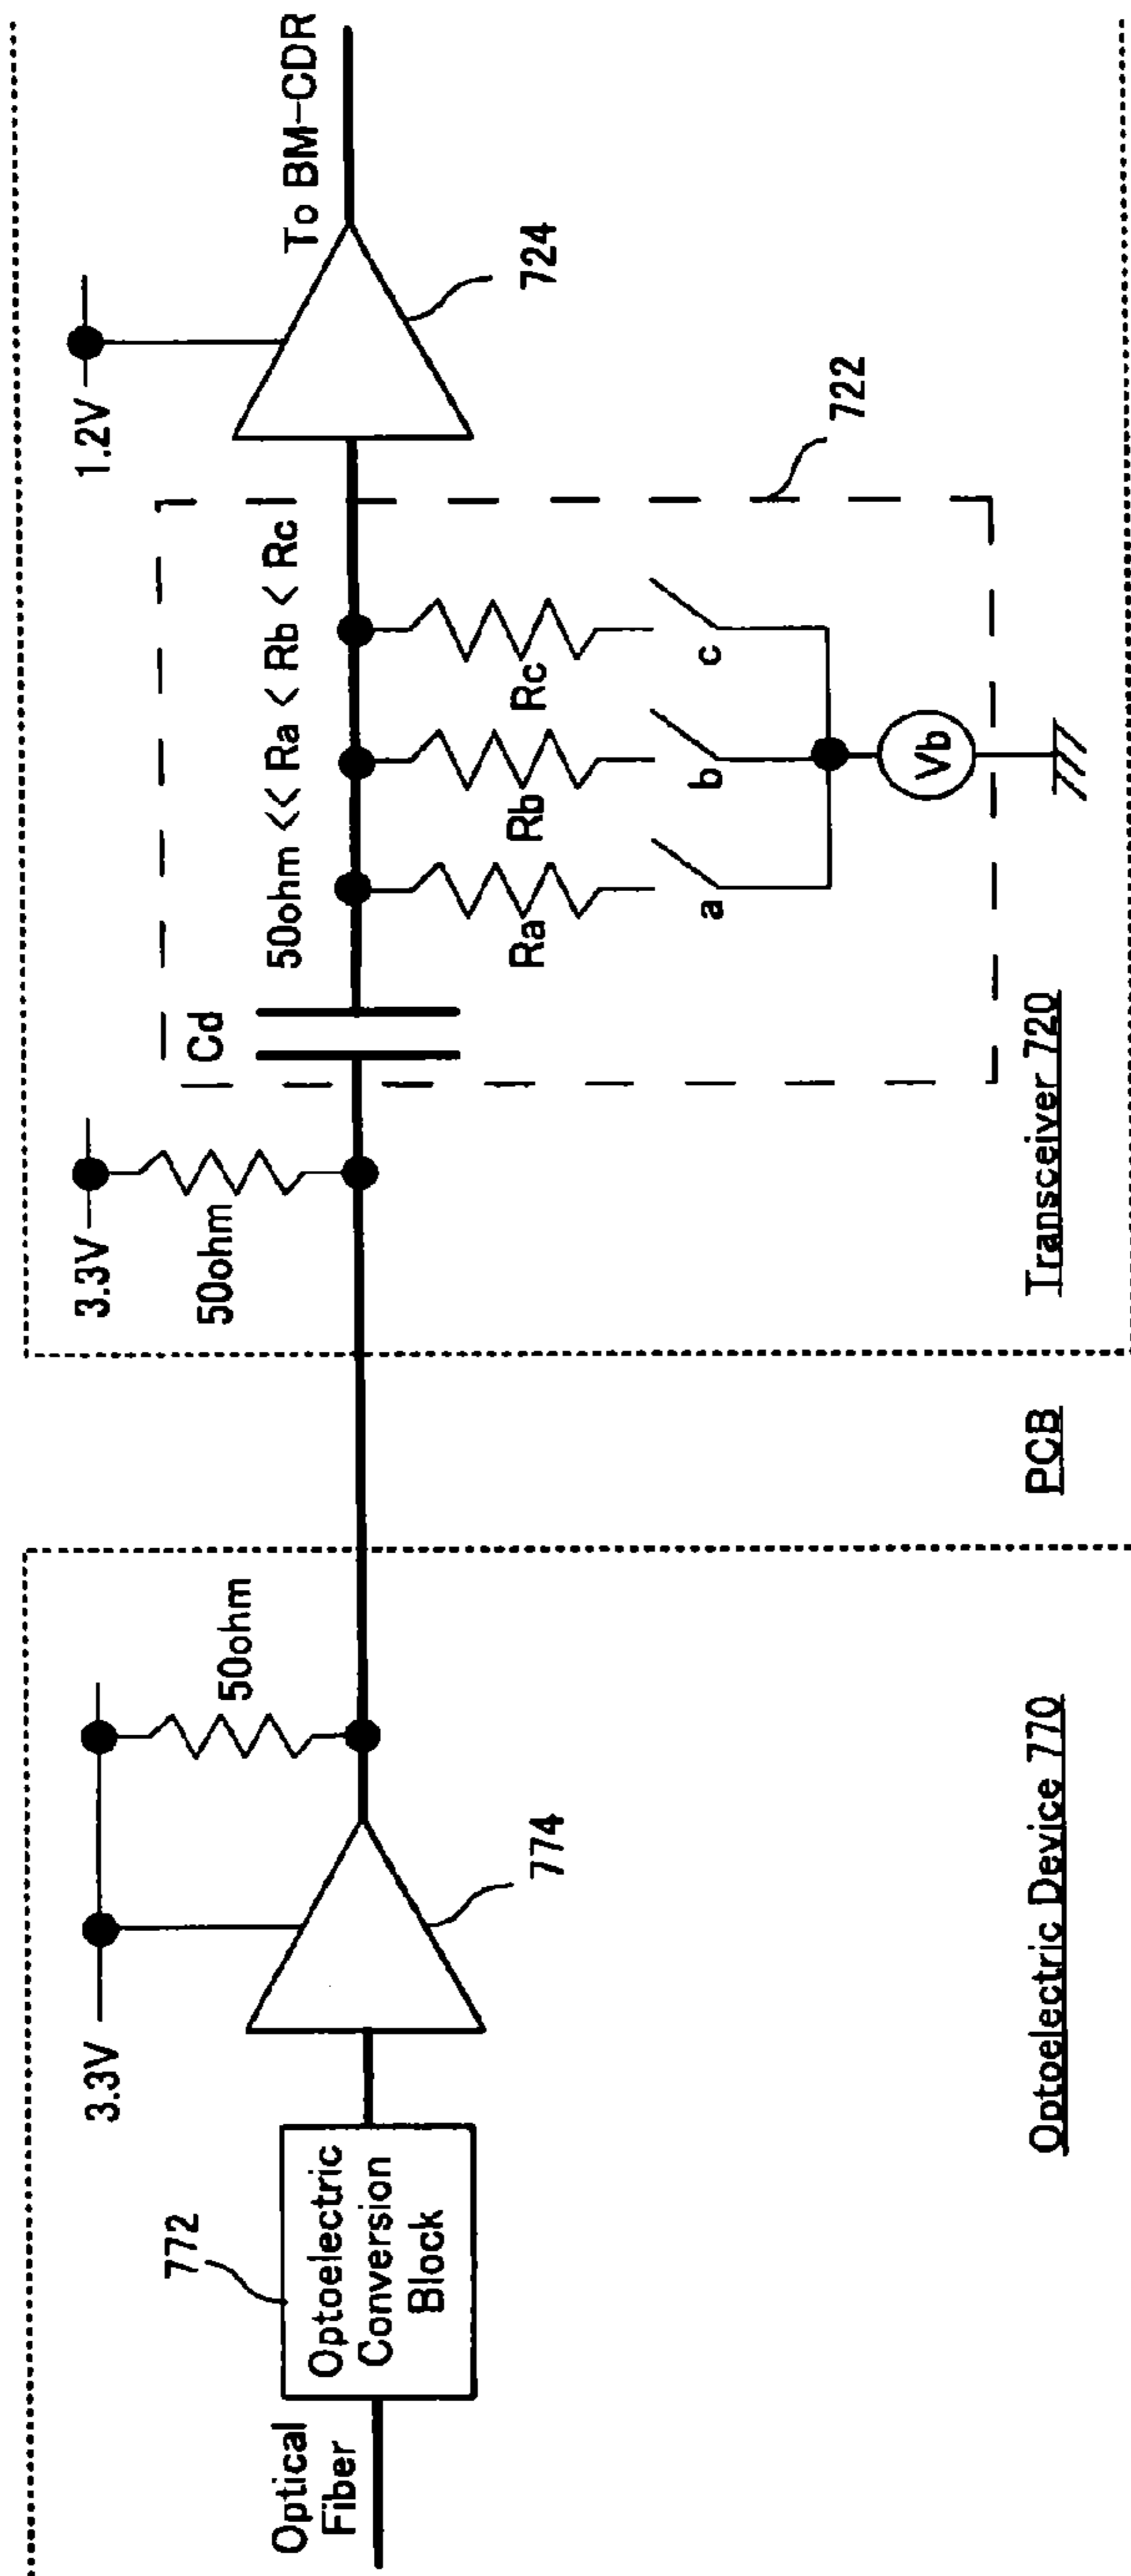 Optical
Fiber
772
Optoelectric
Conversion
Block
3.3V
774
50ohm
Optoelectric Device 770
PCB
3.3V
50ohm
Cd
50ohm << Ra < Rb < Rc
Ra
Rb
Rc
a
b
c
Vb
722
1.2V
724
To BM-CDR
Transceiver 720